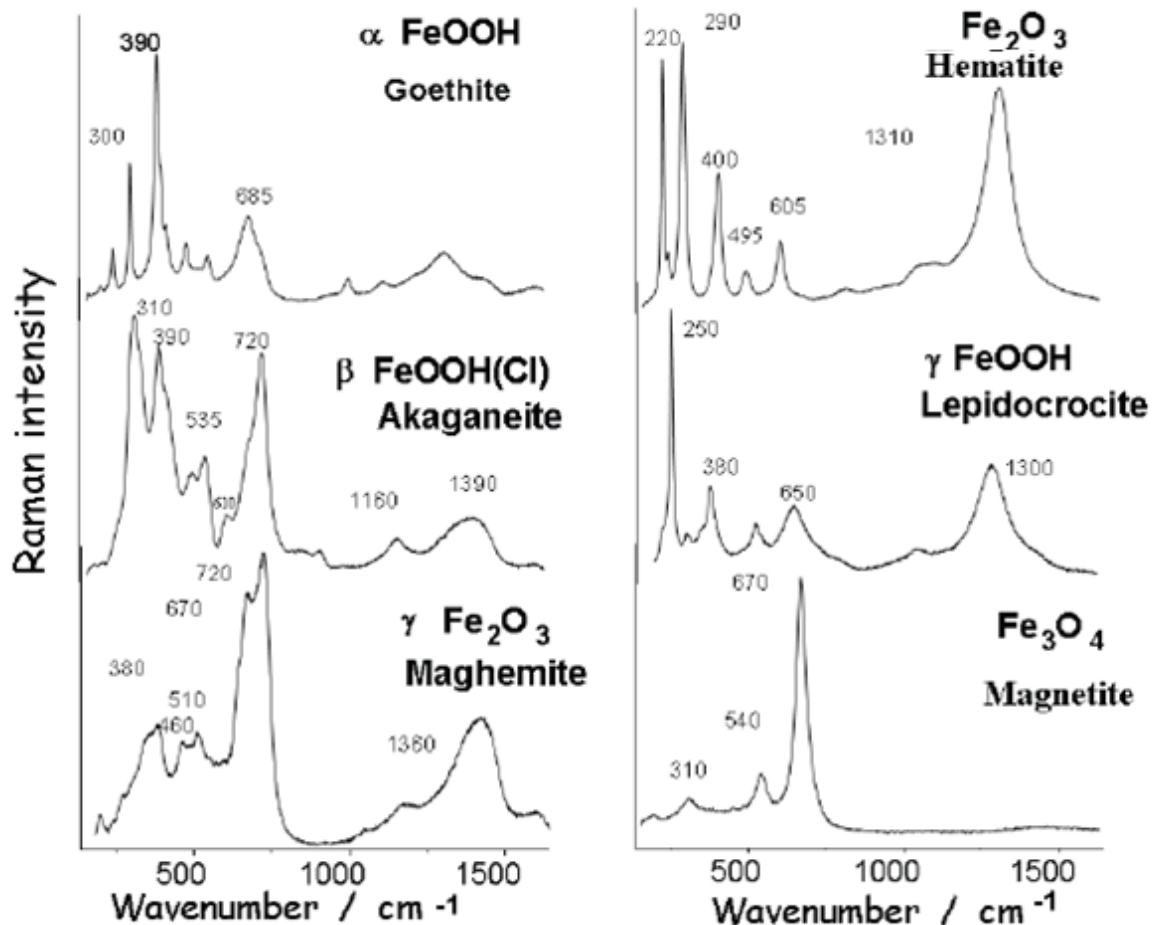 α FeOOH
Goethite
390
300
685
Fe2O3
Hematite
220
290
400
495
605
1310
Raman intensity
β FeOOH(Cl)
Akaganeite
310
390
535
720
1160
1390
γ FeOOH
Lepidocrocite
250
380
650
1300
γ Fe2O3
Maghemite
380
460
510
670
720
1360
Fe3O4
Magnetite
310
540
670
500 1000 1500
Wavenumber / cm-1
500 1000 1500
Wavenumber / cm-1